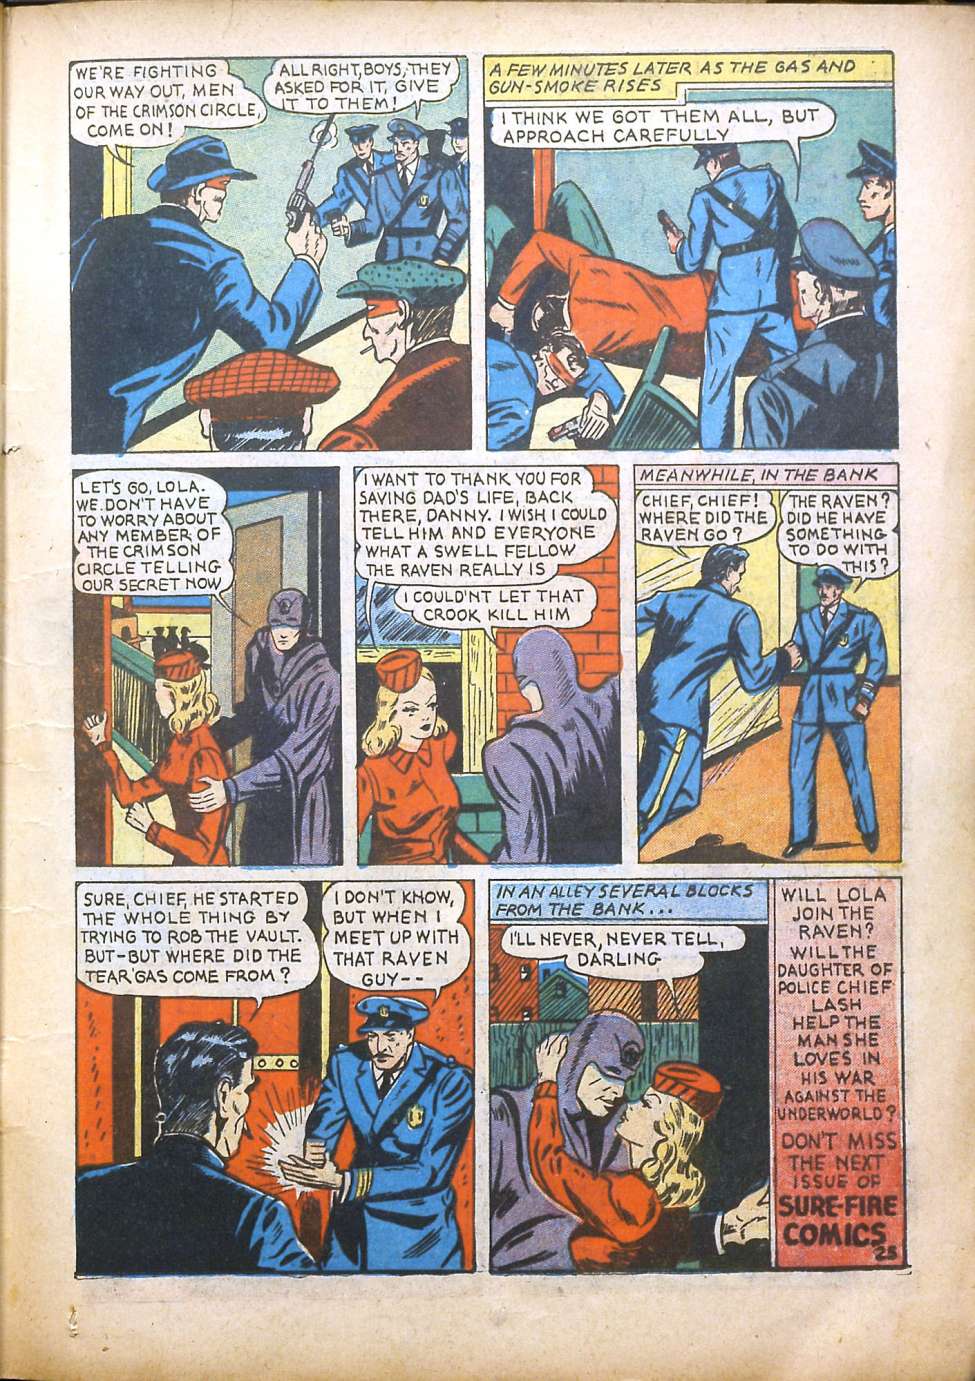 WE'RE FIGHTING
OUR WAY OUT, MEN
OF THE CRIMSON CIRCLE,
COME ON!
ALL RIGHT, BOYS, THEY
ASKED FOR IT, GIVE
IT TO THEM!
A FEW MINUTES LATER AS THE GAS AND
GUN-SMOKE RISES
I THINK WE GOT THEM ALL, BUT
APPROACH CAREFULLY
LET'S GO, LOLA.
WE DON'T HAVE
TO WORRY ABOUT
ANY MEMBER OF
THE CRIMSON
CIRCLE TELLING
OUR SECRET NOW
I WANT TO THANK YOU FOR
SAVING DAD'S LIFE, BACK
THERE, DANNY. I WISH I COULD
TELL HIM AND EVERYONE
WHAT A SWELL FELLOW
THE RAVEN REALLY IS
I COULD'NT LET THAT
CROOK KILL HIM
MEANWHILE, IN THE BANK
CHIEF, CHIEF!
WHERE DID THE
RAVEN GO?
THE RAVEN?
DID HE HAVE
SOMETHING
TO DO WITH
THIS?
SURE, CHIEF, HE STARTED
THE WHOLE THING BY
TRYING TO ROB THE VAULT.
BUT-BUT WHERE DID THE
TEAR'GAS COME FROM?
I DON'T KNOW,
BUT WHEN I
MEET UP WITH
THAT RAVEN
GUY--
IN AN ALLEY SEVERAL BLOCKS
FROM THE BANK...
I'LL NEVER, NEVER TELL,
DARLING
WILL LOLA
JOIN THE
RAVEN?
WILL THE
DAUGHTER OF
POLICE CHIEF
LASH
HELP THE
MAN SHE
LOVES IN
HIS WAR
AGAINST THE
UNDERWORLD?
DON'T MISS
THE NEXT
ISSUE OF
SURE-FIRE
COMICS
25